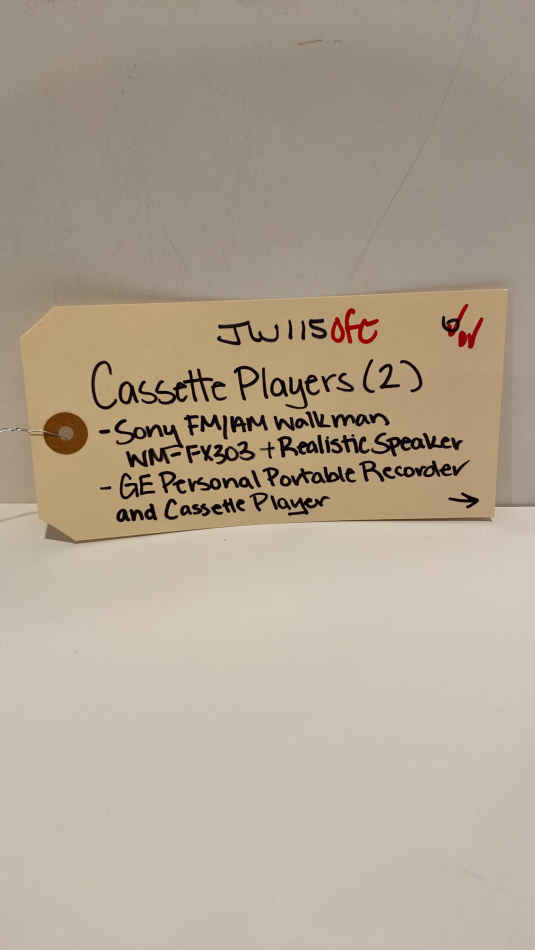 JW115 oft
Cassette Players (2)
- Sony FM/AM Walkman
WM-FX303 + Realistic Speaker
- GE Personal Portable Recorder
and Cassette Player →